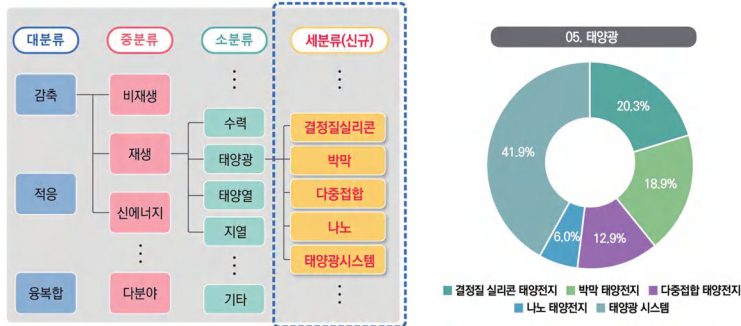 대분류
중분류
소분류
세분류(신규)
감축
적응
융복합
비재생
재생
신에너지
다분야
수력
태양광
태양열
지열
기타
결정질실리콘
박막
다중접합
나노
태양광시스템
05. 태양광
20.3%
18.9%
12.9%
6.0%
41.9%
결정질 실리콘 태양전지 박막 태양전지 다중접합 태양전지
나노 태양전지 태양광 시스템